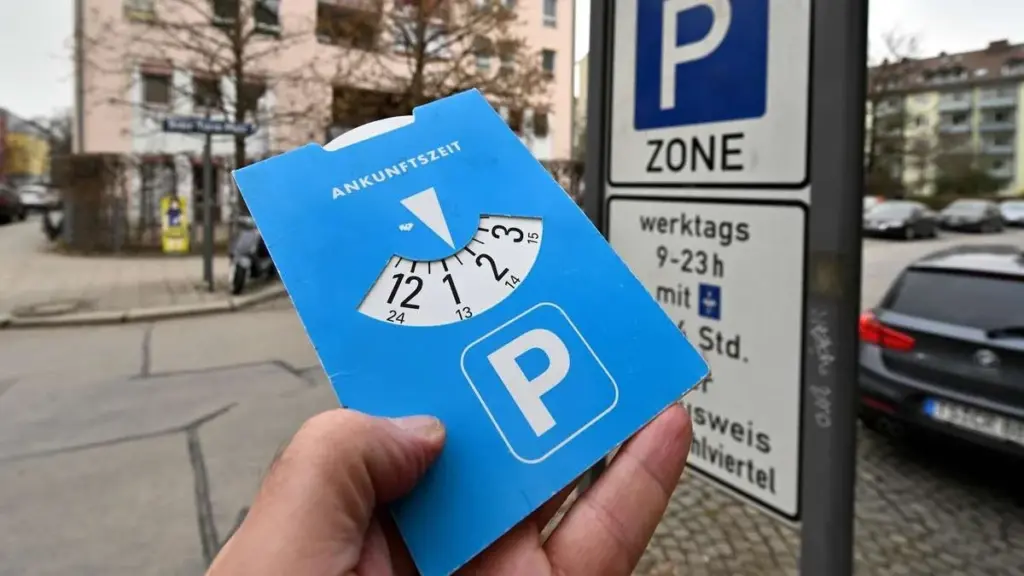 ANKUNFTSZEIT
12 1 2 3
24 13 14 15
P
P
ZONE
werktags
9-23h
mit
Std.
r
usweis
hlviertel